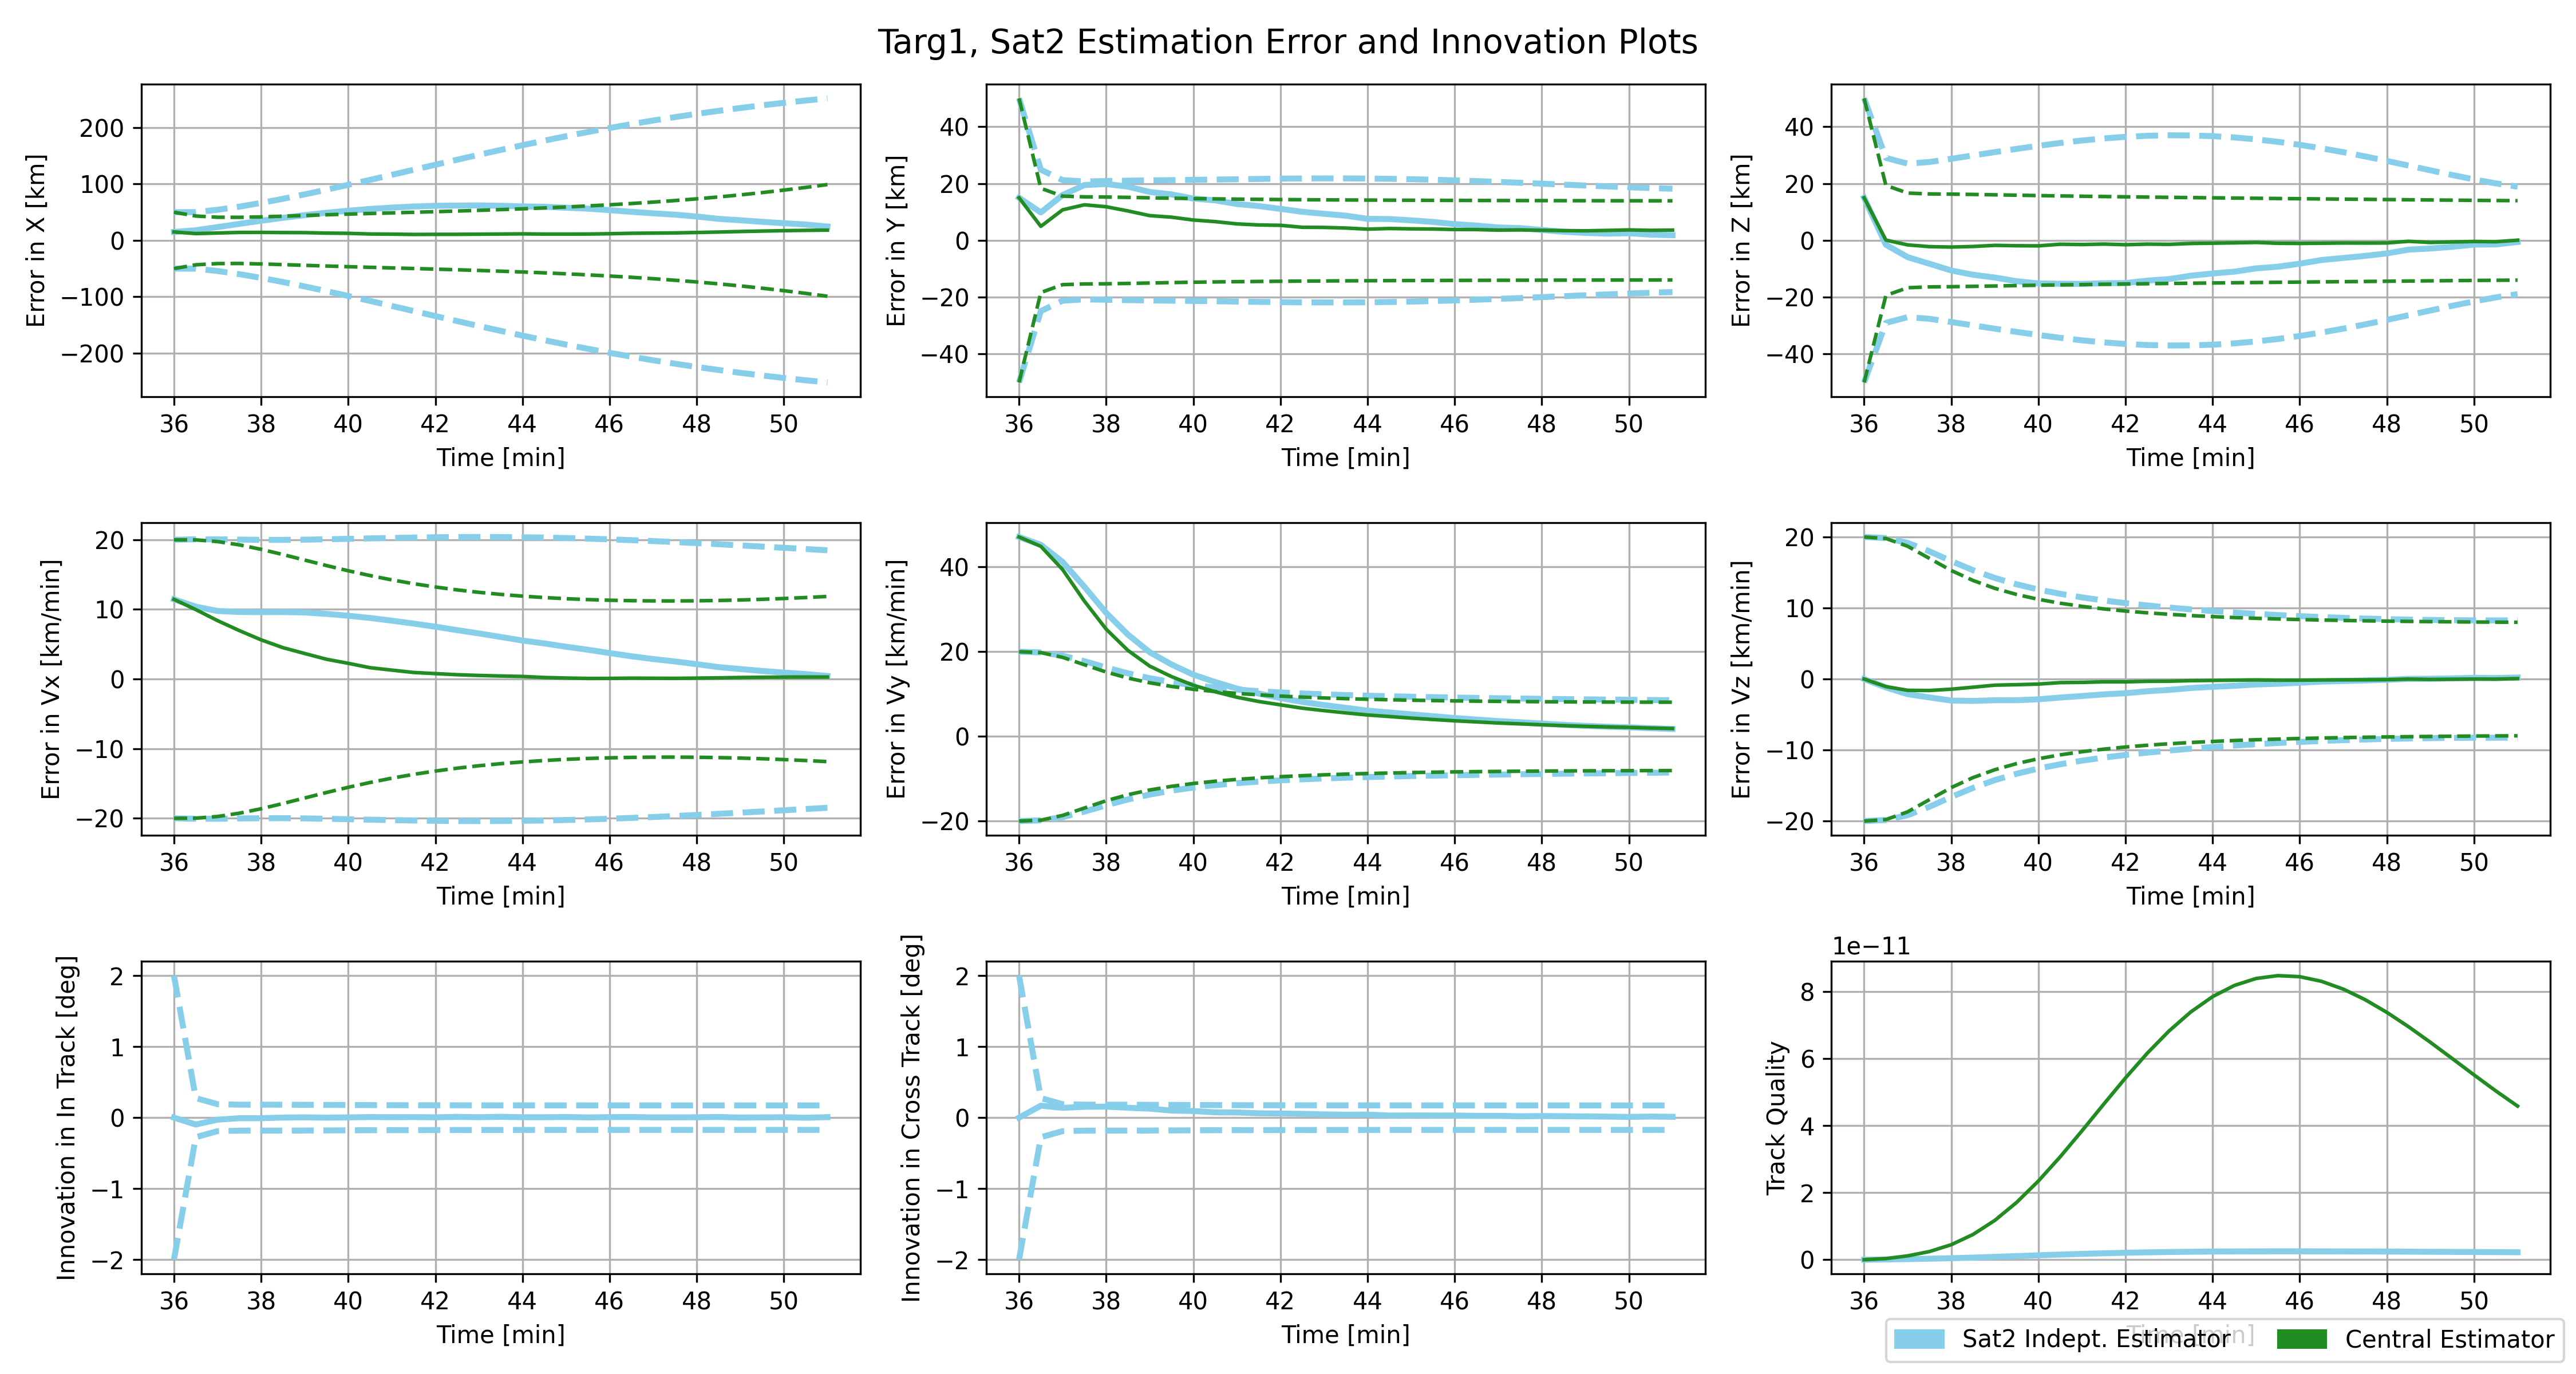 Targ1, Sat2 Estimation Error and Innovation Plots
Error in X [km]
200
100
0
−100
−200
36 38 40 42 44 46 48 50
Time [min]
Error in Y [km]
40
20
0
−20
−40
36 38 40 42 44 46 48 50
Time [min]
Error in Z [km]
40
20
0
−20
−40
36 38 40 42 44 46 48 50
Time [min]
Error in Vx [km/min]
20
10
0
−10
−20
36 38 40 42 44 46 48 50
Time [min]
Error in Vy [km/min]
40
20
0
−20
36 38 40 42 44 46 48 50
Time [min]
Error in Vz [km/min]
20
10
0
−10
−20
36 38 40 42 44 46 48 50
Time [min]
Innovation in In Track [deg]
2
1
0
−1
−2
36 38 40 42 44 46 48 50
Time [min]
Innovation in Cross Track [deg]
2
1
0
−1
−2
36 38 40 42 44 46 48 50
Time [min]
1e−11
Track Quality
8
6
4
2
0
36 38 40 42 44 46 48 50
Time [min]
Sat2 Indept. Estimator
Central Estimator